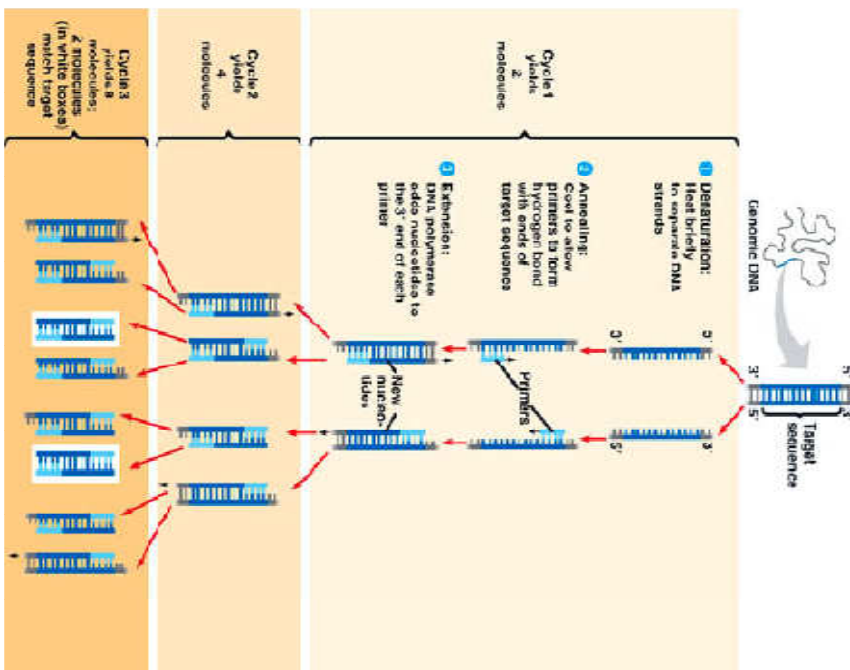 Genomic DNA
5'
3'
Target
sequence
3'
5'
Cycle 1
yields
2
molecules
1 Denaturation:
Heat briefly
to separate DNA
strands
5'
3'
3'
5'
2 Annealing:
Cool to allow
primers to form
hydrogen bond
with ends of
target sequence
Primers
3 Extension:
DNA polymerase
adds nucleotides to
the 3' end of each
primer
New
nucleo-
tides
Cycle 2
yields
4
molecules
Cycle 3
yields 8
molecules;
2 molecules
(in white boxes)
match target
sequence